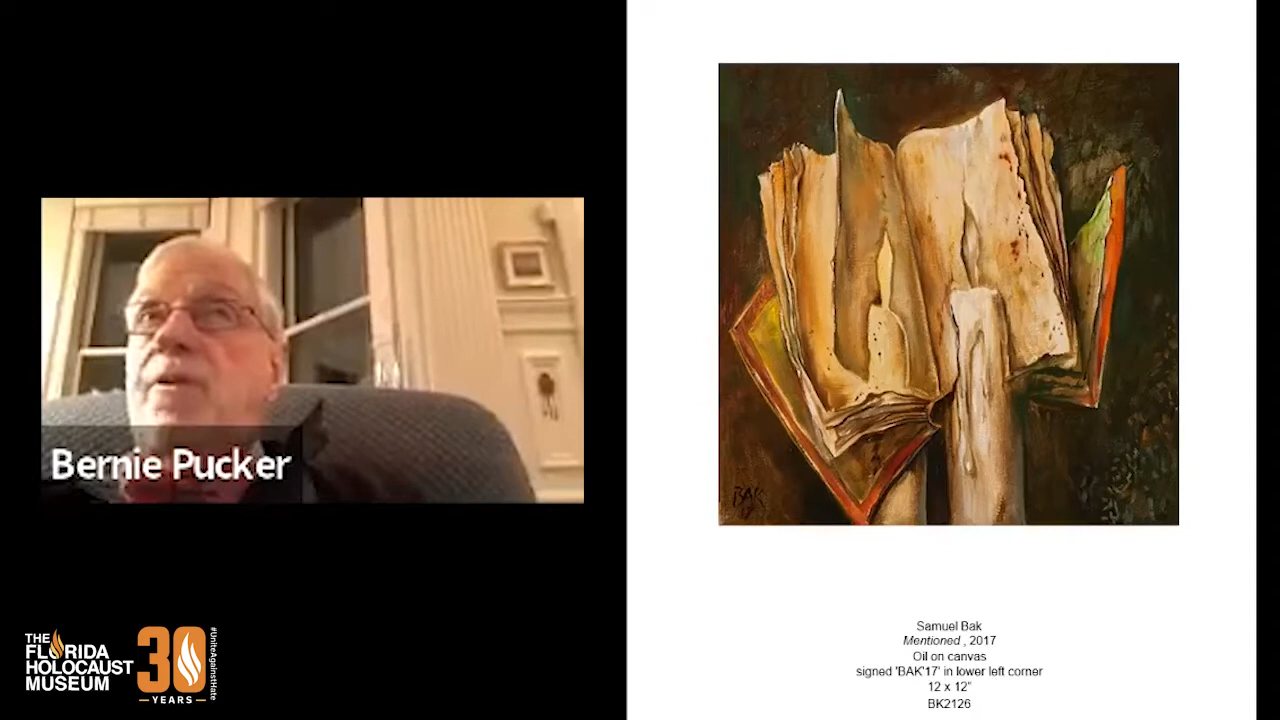 Bernie Pucker
THE
FLORIDA
HOLOCAUST
MUSEUM
30
YEARS
#UniteAgainstHate
BAK
Samuel Bak
Mentioned , 2017
Oil on canvas
signed 'BAK'17' in lower left corner
12 x 12"
BK2126